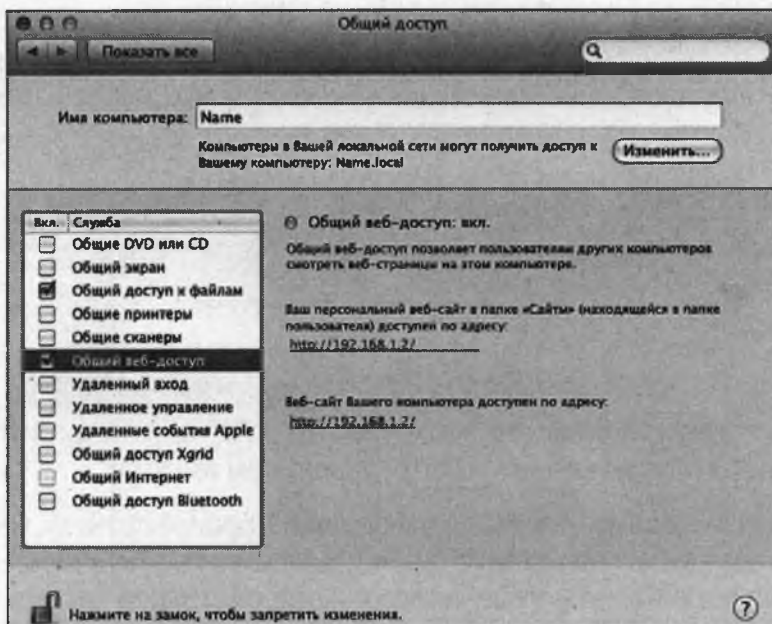 Общий доступ
Показать все
Имя компьютера: Name
Компьютеры в Вашей локальной сети могут получить доступ к
Вашему компьютеру: Name.local
Изменить...
Вкл. Служба
Общие DVD или CD
Общий экран
Общий доступ к файлам
Общие принтеры
Общие сканеры
Общий веб-доступ
Удаленный вход
Удаленное управление
Удаленные события Apple
Общий доступ Xgrid
Общий Интернет
Общий доступ Bluetooth
Общий веб-доступ: вкл.
Общий веб-доступ позволяет пользователям других компьютеров
смотреть веб-страницы на этом компьютере.
Ваш персональный веб-сайт в папке «Сайты» (находящейся в папке
пользователя) доступен по адресу:
http://192.168.1.2/
Веб-сайт Вашего компьютера доступен по адресу:
http://192.168.1.2/
Нажмите на замок, чтобы запретить изменения.
?